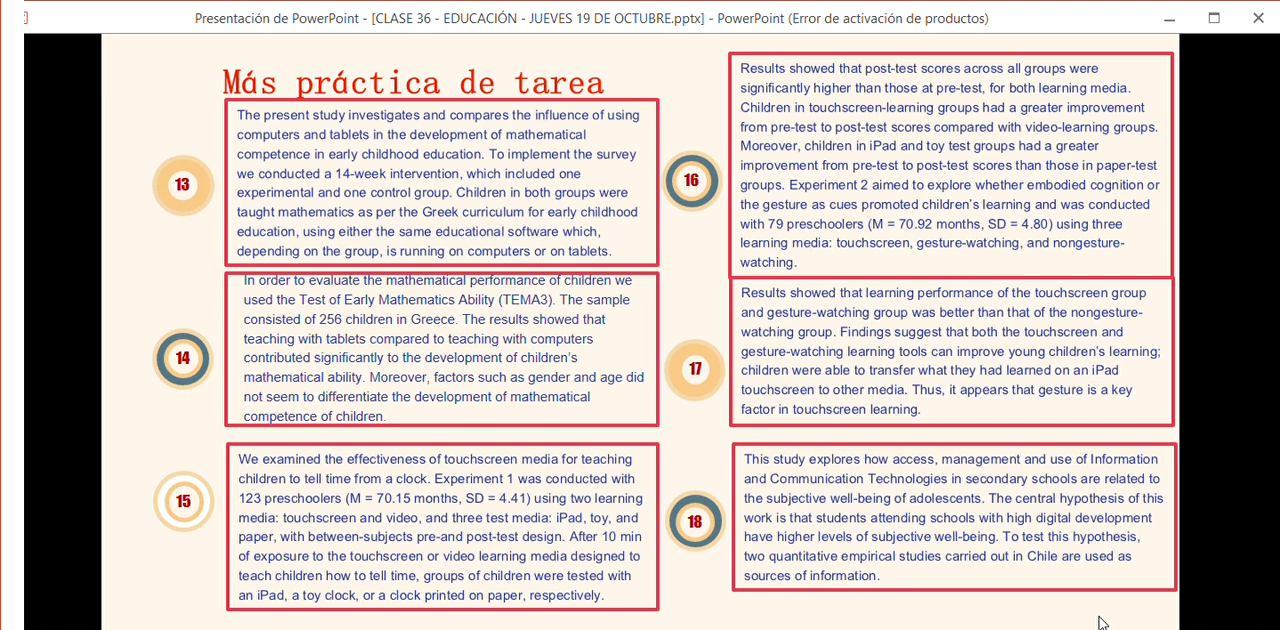 Presentación de PowerPoint - [CLASE 36 - EDUCACIÓN - JUEVES 19 DE OCTUBRE.pptx] - PowerPoint (Error de activación de productos)
Más práctica de tarea
13
The present study investigates and compares the influence of using
computers and tablets in the development of mathematical
competence in early childhood education. To implement the survey
we conducted a 14-week intervention, which included one
experimental and one control group. Children in both groups were
taught mathematics as per the Greek curriculum for early childhood
education, using either the same educational software which,
depending on the group, is running on computers or on tablets.
14
In order to evaluate the mathematical performance of children we
used the Test of Early Mathematics Ability (TEMA3). The sample
consisted of 256 children in Greece. The results showed that
teaching with tablets compared to teaching with computers
contributed significantly to the development of children's
mathematical ability. Moreover, factors such as gender and age did
not seem to differentiate the development of mathematical
competence of children.
15
We examined the effectiveness of touchscreen media for teaching
children to tell time from a clock. Experiment 1 was conducted with
123 preschoolers (M = 70.15 months, SD = 4.41) using two learning
media: touchscreen and video, and three test media: iPad, toy, and
paper, with between-subjects pre-and post-test design. After 10 min
of exposure to the touchscreen or video learning media designed to
teach children how to tell time, groups of children were tested with
an iPad, a toy clock, or a clock printed on paper, respectively.
16
Results showed that post-test scores across all groups were
significantly higher than those at pre-test, for both learning media.
Children in touchscreen-learning groups had a greater improvement
from pre-test to post-test scores compared with video-learning groups.
Moreover, children in iPad and toy test groups had a greater
improvement from pre-test to post-test scores than those in paper-test
groups. Experiment 2 aimed to explore whether embodied cognition or
the gesture as cues promoted children's learning and was conducted
with 79 preschoolers (M = 70.92 months, SD = 4.80) using three
learning media: touchscreen, gesture-watching, and nongesture-
watching.
17
Results showed that learning performance of the touchscreen group
and gesture-watching group was better than that of the nongesture-
watching group. Findings suggest that both the touchscreen and
gesture-watching learning tools can improve young children's learning;
children were able to transfer what they had learned on an iPad
touchscreen to other media. Thus, it appears that gesture is a key
factor in touchscreen learning.
18
This study explores how access, management and use of Information
and Communication Technologies in secondary schools are related to
the subjective well-being of adolescents. The central hypothesis of this
work is that students attending schools with high digital development
have higher levels of subjective well-being. To test this hypothesis,
two quantitative empirical studies carried out in Chile are used as
sources of information.